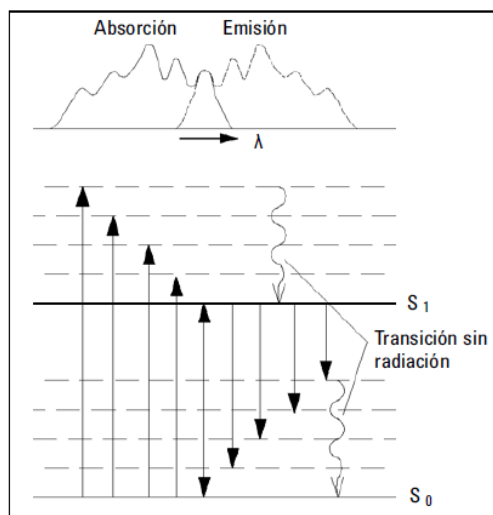 Absorción Emisión
λ
S 1
Transición sin
radiación
S 0